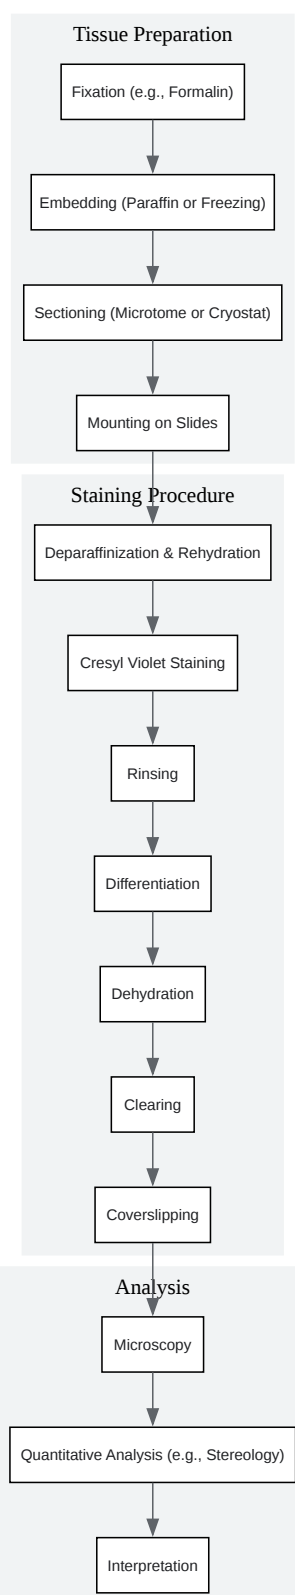 Tissue Preparation
Fixation (e.g., Formalin)
Embedding (Paraffin or Freezing)
Sectioning (Microtome or Cryostat)
Mounting on Slides
Staining Procedure
Deparaffinization & Rehydration
Cresyl Violet Staining
Rinsing
Differentiation
Dehydration
Clearing
Coverslipping
Analysis
Microscopy
Quantitative Analysis (e.g., Stereology)
Interpretation